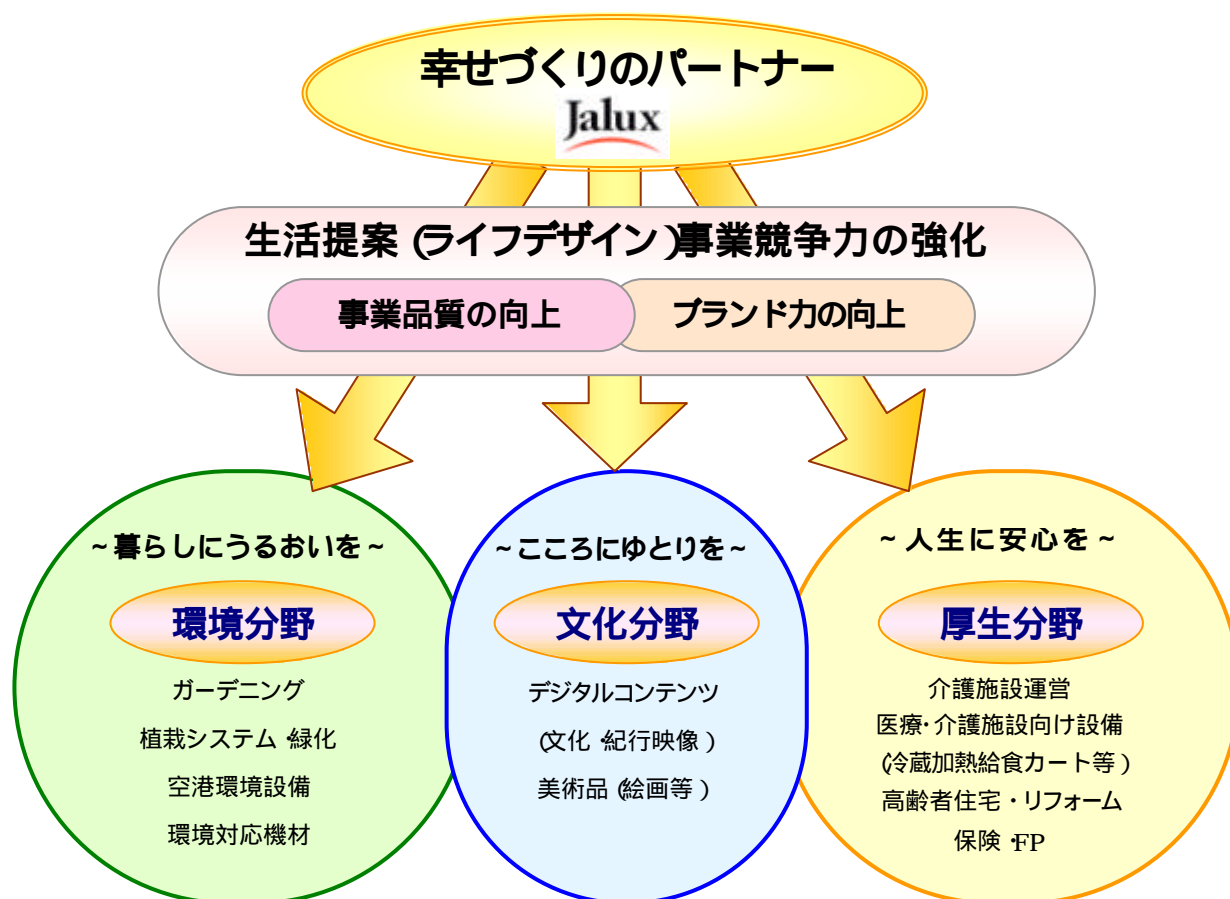 幸せづくりのパートナー
Jalux
生活提案（ライフデザイン）事業競争力の強化
事業品質の向上
ブランド力の向上
~暮らしにうるおいを~
環境分野
ガーデニング
植栽システム・緑化
空港環境設備
環境対応機材
~こころにゆとりを~
文化分野
デジタルコンテンツ
（文化・紀行映像）
美術品（絵画等）
~人生に安心を~
厚生分野
介護施設運営
医療・介護施設向け設備
（冷蔵加熱給食カート等）
高齢者住宅・リフォーム
保険・FP